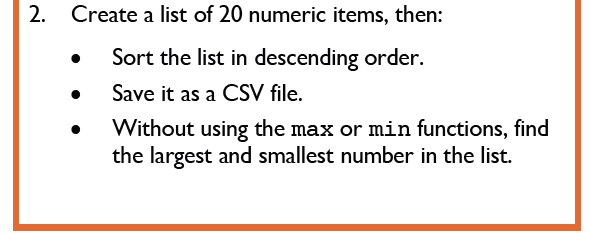 2. Create a list of 20 numeric items, then:
• Sort the list in descending order.
• Save it as a CSV file.
• Without using the max or min functions, find
the largest and smallest number in the list.